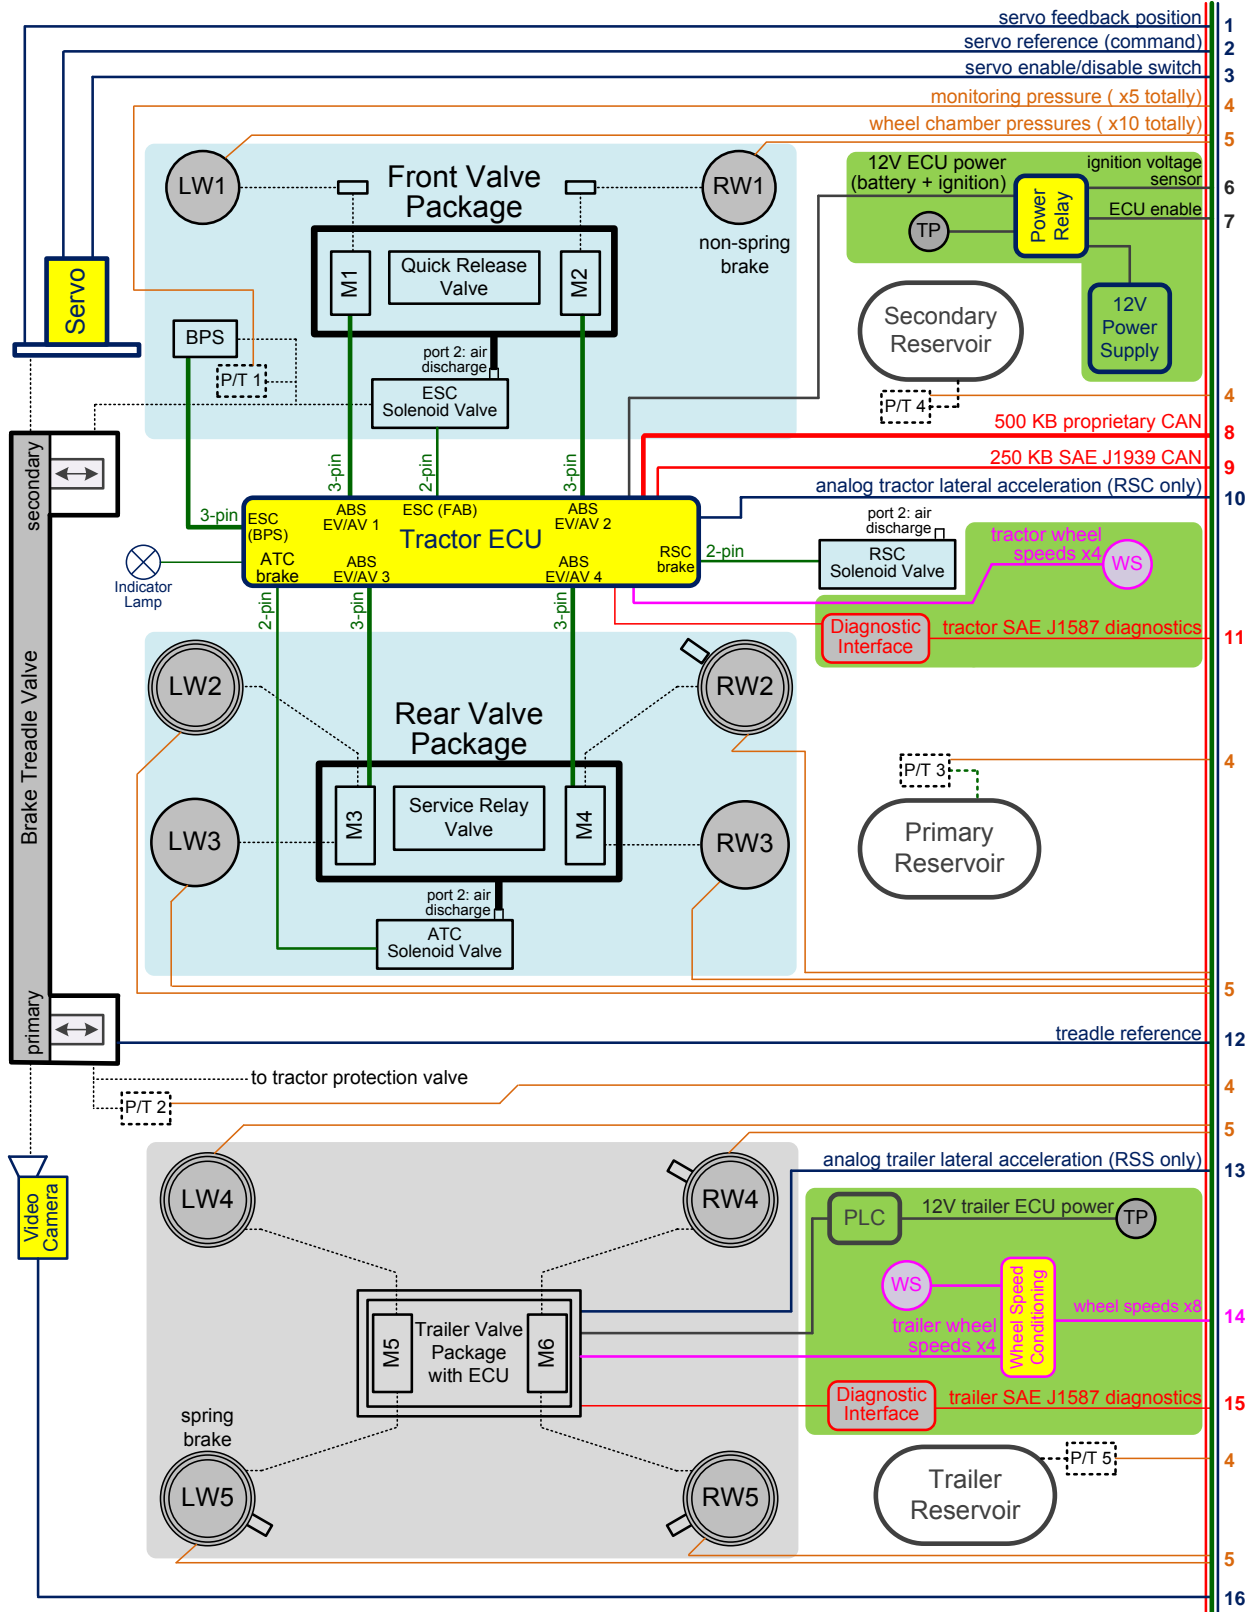 servo feedback position
1
servo reference (command)
2
servo enable/disable switch
3
monitoring pressure ( x5 totally)
4
wheel chamber pressures ( x10 totally)
5
LW1
Front Valve
Package
RW1
non-spring
brake
12V ECU power
(battery + ignition)
ignition voltage
sensor
6
ECU enable
7
Power
Relay
TP
12V
Power
Supply
Servo
M1
Quick Release
Valve
M2
BPS
P/T 1
port 2: air
discharge
ESC
Solenoid Valve
Secondary
Reservoir
P/T 4
4
500 KB proprietary CAN
8
250 KB SAE J1939 CAN
9
analog tractor lateral acceleration (RSC only)
10
secondary
Brake Treadle Valve
primary
3-pin
2-pin
3-pin
3-pin
ESC
(BPS)
ABS
EV/AV 1
ESC (FAB)
ABS
EV/AV 2
Tractor ECU
ATC
brake
ABS
EV/AV 3
ABS
EV/AV 4
RSC
brake
2-pin
port 2: air
discharge
RSC
Solenoid Valve
tractor wheel
speeds x4
WS
Indicator
Lamp
2-pin
3-pin
3-pin
Diagnostic
Interface
tractor SAE J1587 diagnostics
11
LW2
RW2
Rear Valve
Package
LW3
M3
Service Relay
Valve
M4
RW3
port 2: air
discharge
ATC
Solenoid Valve
P/T 3
4
Primary
Reservoir
5
treadle reference
12
to tractor protection valve
P/T 2
4
5
Video
Camera
LW4
RW4
analog trailer lateral acceleration (RSS only)
13
PLC
12V trailer ECU power
TP
WS
Wheel Speed
Conditioning
wheel speeds x8
14
trailer wheel
speeds x4
M5
Trailer Valve
Package
with ECU
M6
Diagnostic
Interface
trailer SAE J1587 diagnostics
15
spring
brake
LW5
RW5
P/T 5
4
Trailer
Reservoir
5
16